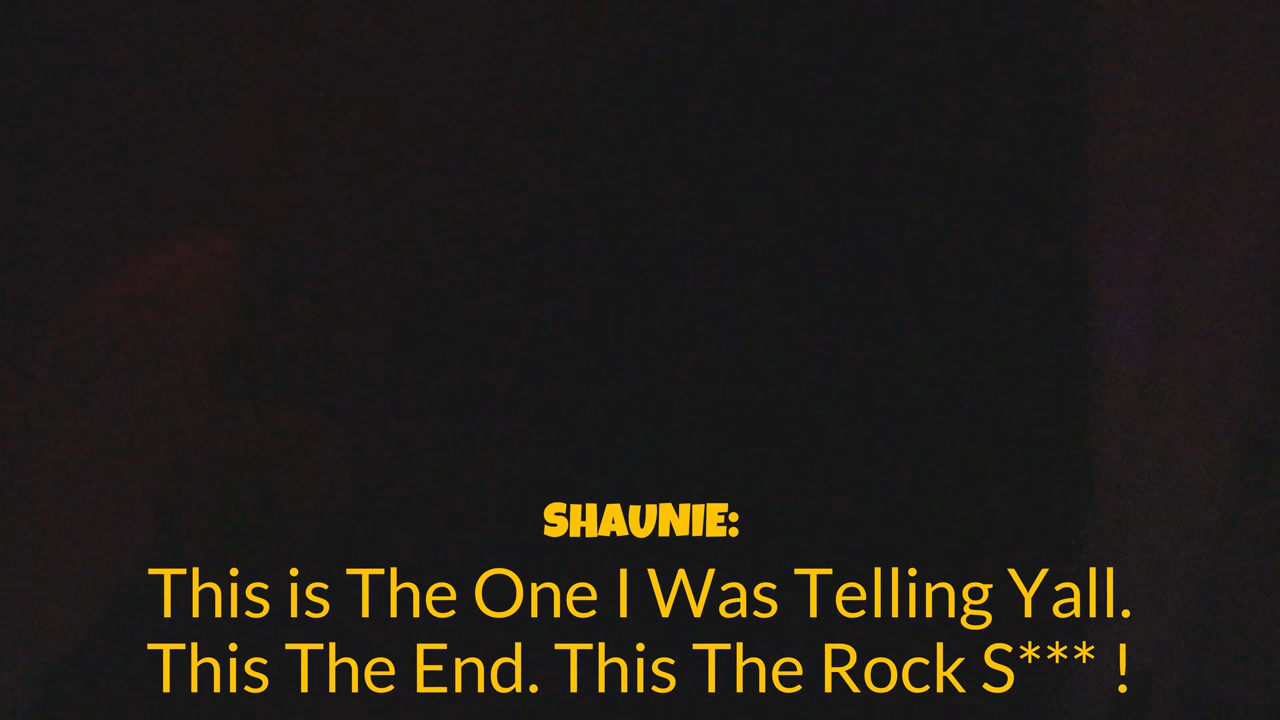 SHAUNIE:
This is The One I Was Telling Yall.
This The End. This The Rock S*** !